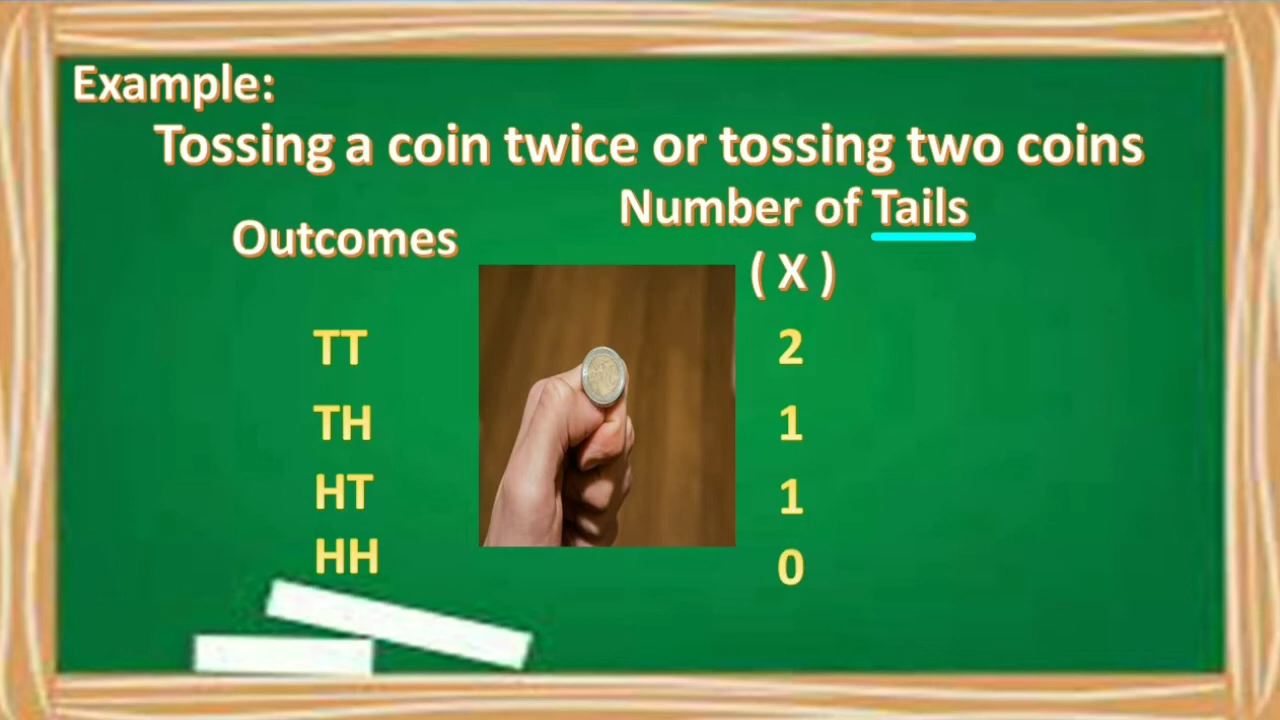 Example:
Tossing a coin twice or tossing two coins
Outcomes
Number of Tails
( X )
TT 2
TH 1
HT 1
HH 0